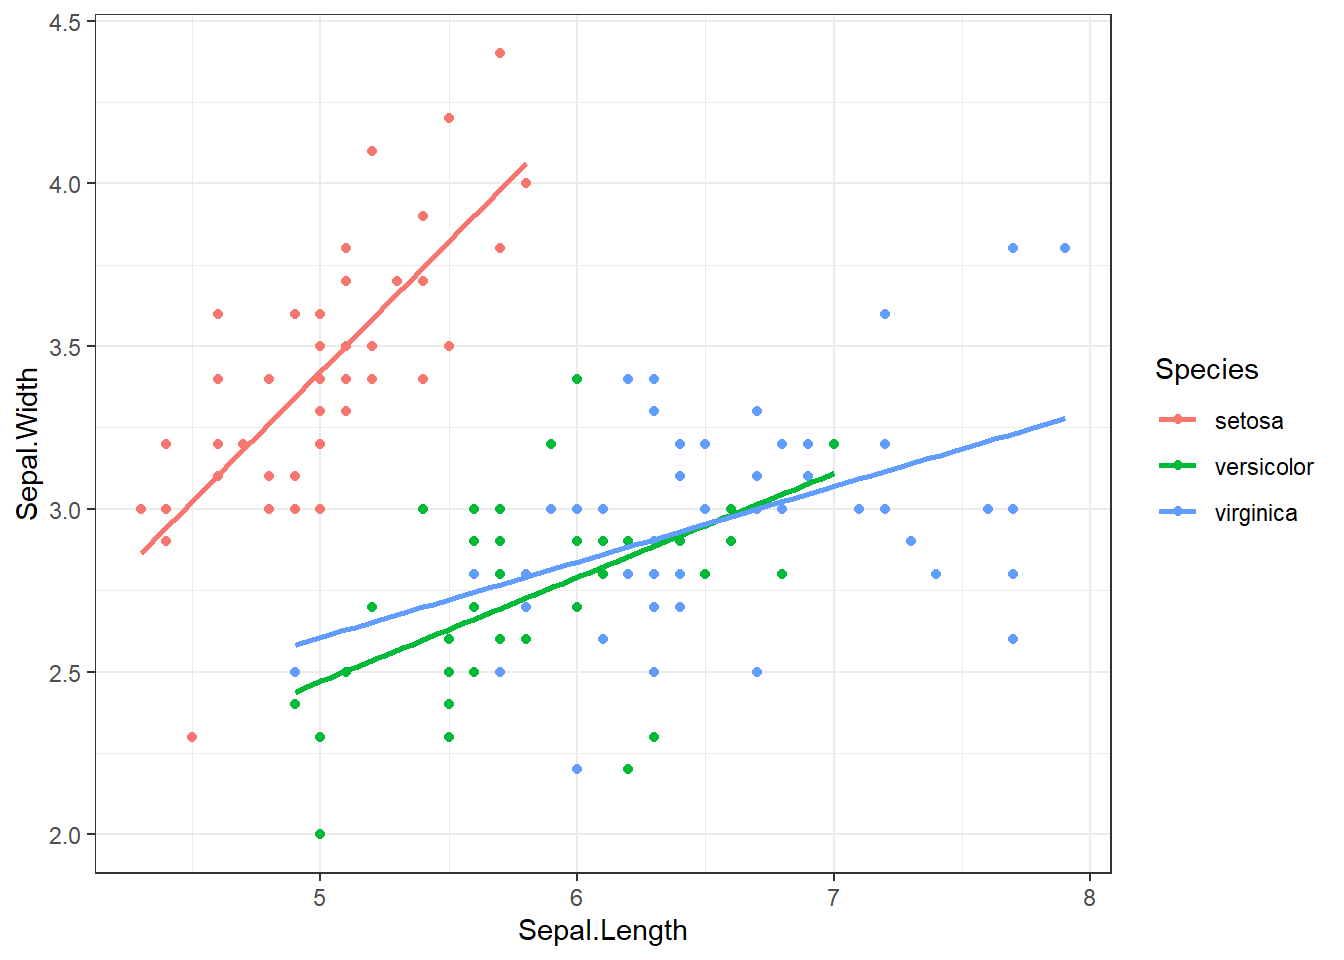 4.5
4.0
3.5
3.0
2.5
2.0
Sepal.Width
5 6 7 8
Sepal.Length
Species
setosa
versicolor
virginica